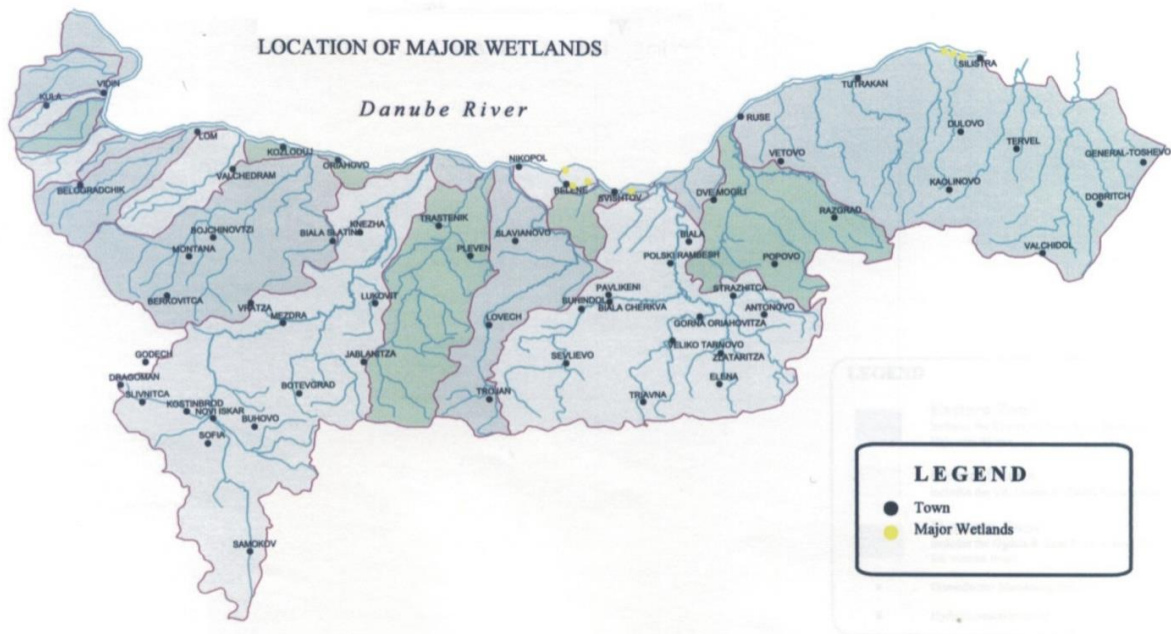 LOCATION OF MAJOR WETLANDS
Danube River
VIDIN
KULA
LOM
BELOGRADCHIK
VALCHEDRAM
KOZLODUJ
ORIAHOVO
NIKOPOL
BELENE
SVISHTOV
RUSE
TUTRAKAN
SILISTRA
VETOVO
DULOVO
TERVEL
GENERAL-TOSHEVO
KAOLINOVO
DOBRITCH
DVE MOGILI
RAZGRAD
VALCHIDOL
POPOVO
BIALA
POLSKI RAMBESH
KNEZHA
BIALA SLATIN
TRASTENIK
PLEVEN
SLAVIANOVO
BOJCHINOVTZI
MONTANA
BERKOVITCA
VRATZA
MEZDRA
LUKOVIT
LOVECH
SUHINDOL
PAVLIKENI
BIALA CHERKVA
STRAZHITCA
ANTONOVO
GORNA ORIAHOVITZA
VELIKO TARNOVO
ZLATARITZA
ELENA
SEVLIEVO
TRIAVNA
TROJAN
JABLANITZA
BOTEVGRAD
GODECH
DRAGOMAN
SLIVNITCA
KOSTINBROD
NOVI ISKAR
BUHOVO
SOFIA
SAMOKOV
LEGEND
LEGEND
Town
Major Wetlands